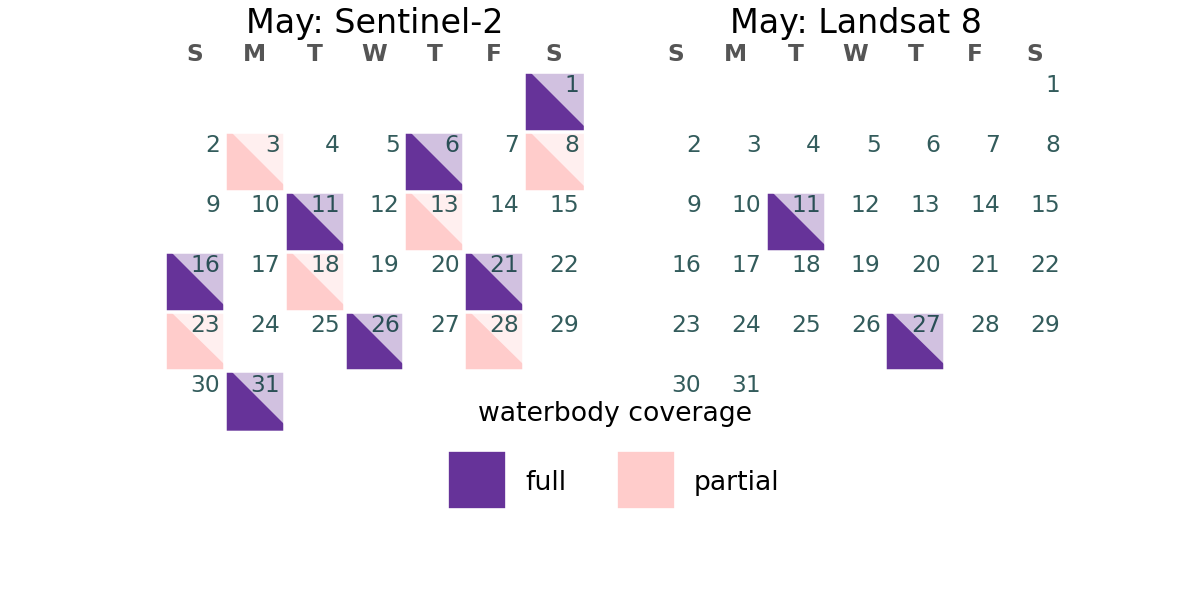 May: Sentinel-2
S M T W T F S
1
2 3 4 5 6 7 8
9 10 11 12 13 14 15
16 17 18 19 20 21 22
23 24 25 26 27 28 29
30 31
May: Landsat 8
S M T W T F S
1
2 3 4 5 6 7 8
9 10 11 12 13 14 15
16 17 18 19 20 21 22
23 24 25 26 27 28 29
30 31
waterbody coverage
full
partial